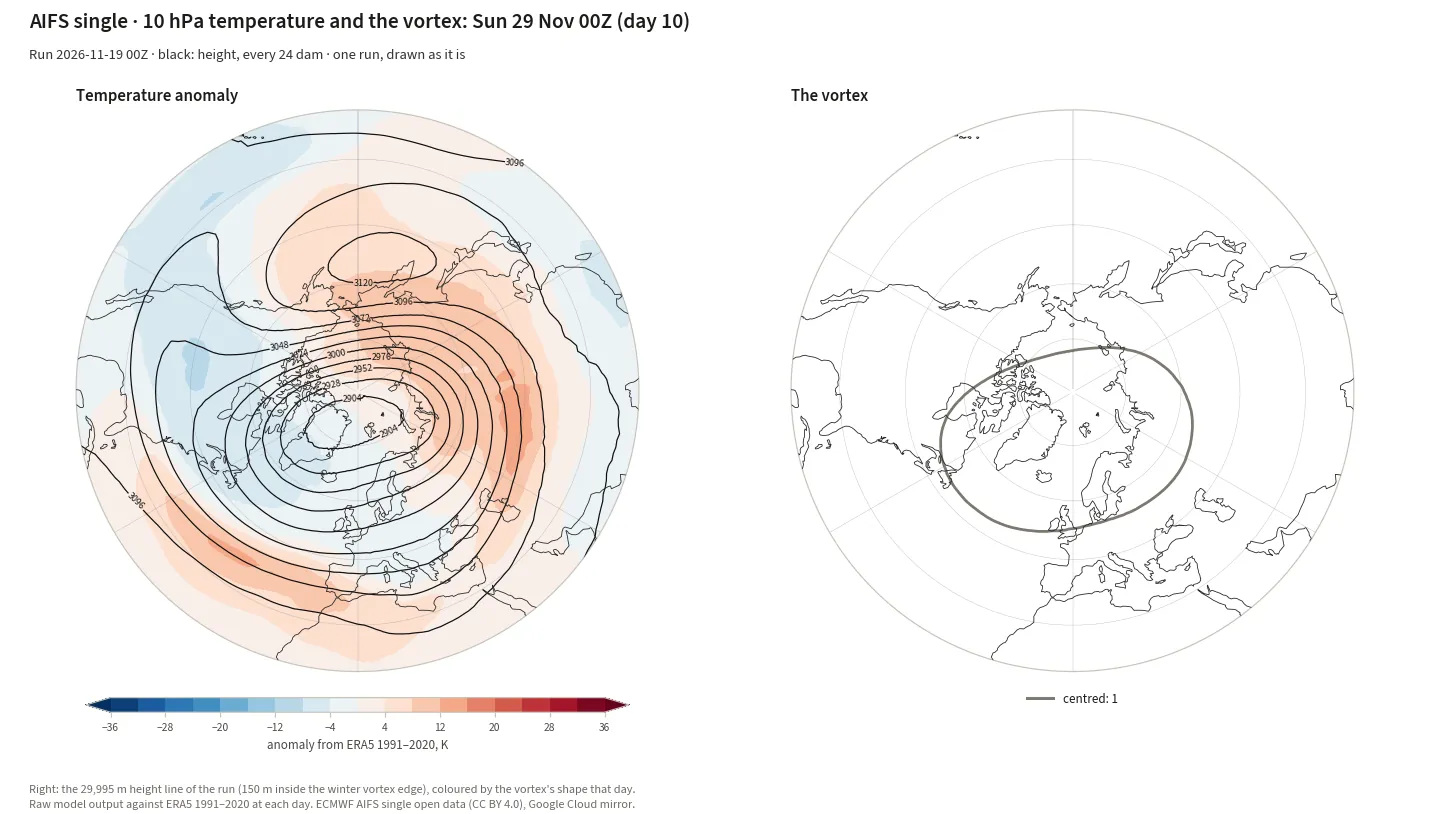 AIFS single · 10 hPa temperature and the vortex: Sun 29 Nov 00Z (day 10)
Run 2026-11-19 00Z · black: height, every 24 dam · one run, drawn as it is
Temperature anomaly
The vortex
3096
3120
3096
3072
3048
3000
2976
2952
2928
2904
2904
3096
−36 −28 −20 −12 −4 4 12 20 28 36
anomaly from ERA5 1991–2020, K
centred: 1
Right: the 29,995 m height line of the run (150 m inside the winter vortex edge), coloured by the vortex's shape that day.
Raw model output against ERA5 1991–2020 at each day. ECMWF AIFS single open data (CC BY 4.0), Google Cloud mirror.